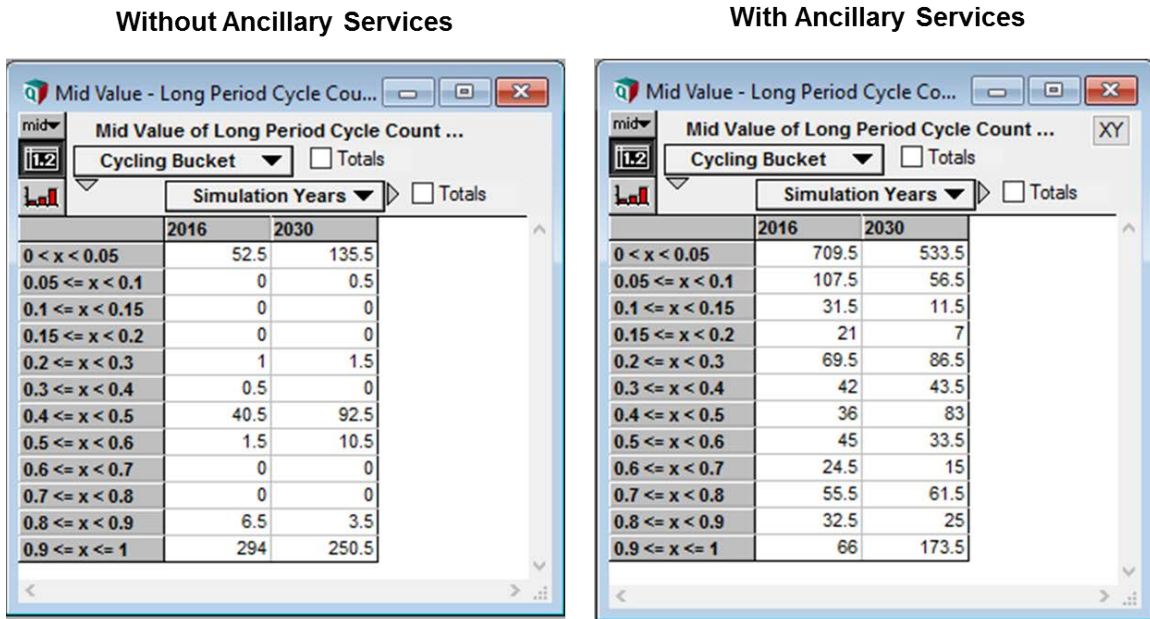 Without Ancillary Services
Mid Value - Long Period Cycle Cou...
mid
Mid Value of Long Period Cycle Count ...
1.2
Cycling Bucket
Totals
Simulation Years
Totals
2016 2030
0 < x < 0.05 52.5 135.5
0.05 <= x < 0.1 0 0.5
0.1 <= x < 0.15 0 0
0.15 <= x < 0.2 0 0
0.2 <= x < 0.3 1 1.5
0.3 <= x < 0.4 0.5 0
0.4 <= x < 0.5 40.5 92.5
0.5 <= x < 0.6 1.5 10.5
0.6 <= x < 0.7 0 0
0.7 <= x < 0.8 0 0
0.8 <= x < 0.9 6.5 3.5
0.9 <= x <= 1 294 250.5
With Ancillary Services
Mid Value - Long Period Cycle Co...
mid
Mid Value of Long Period Cycle Count ...
XY
1.2
Cycling Bucket
Totals
Simulation Years
Totals
2016 2030
0 < x < 0.05 709.5 533.5
0.05 <= x < 0.1 107.5 56.5
0.1 <= x < 0.15 31.5 11.5
0.15 <= x < 0.2 21 7
0.2 <= x < 0.3 69.5 86.5
0.3 <= x < 0.4 42 43.5
0.4 <= x < 0.5 36 83
0.5 <= x < 0.6 45 33.5
0.6 <= x < 0.7 24.5 15
0.7 <= x < 0.8 55.5 61.5
0.8 <= x < 0.9 32.5 25
0.9 <= x <= 1 66 173.5